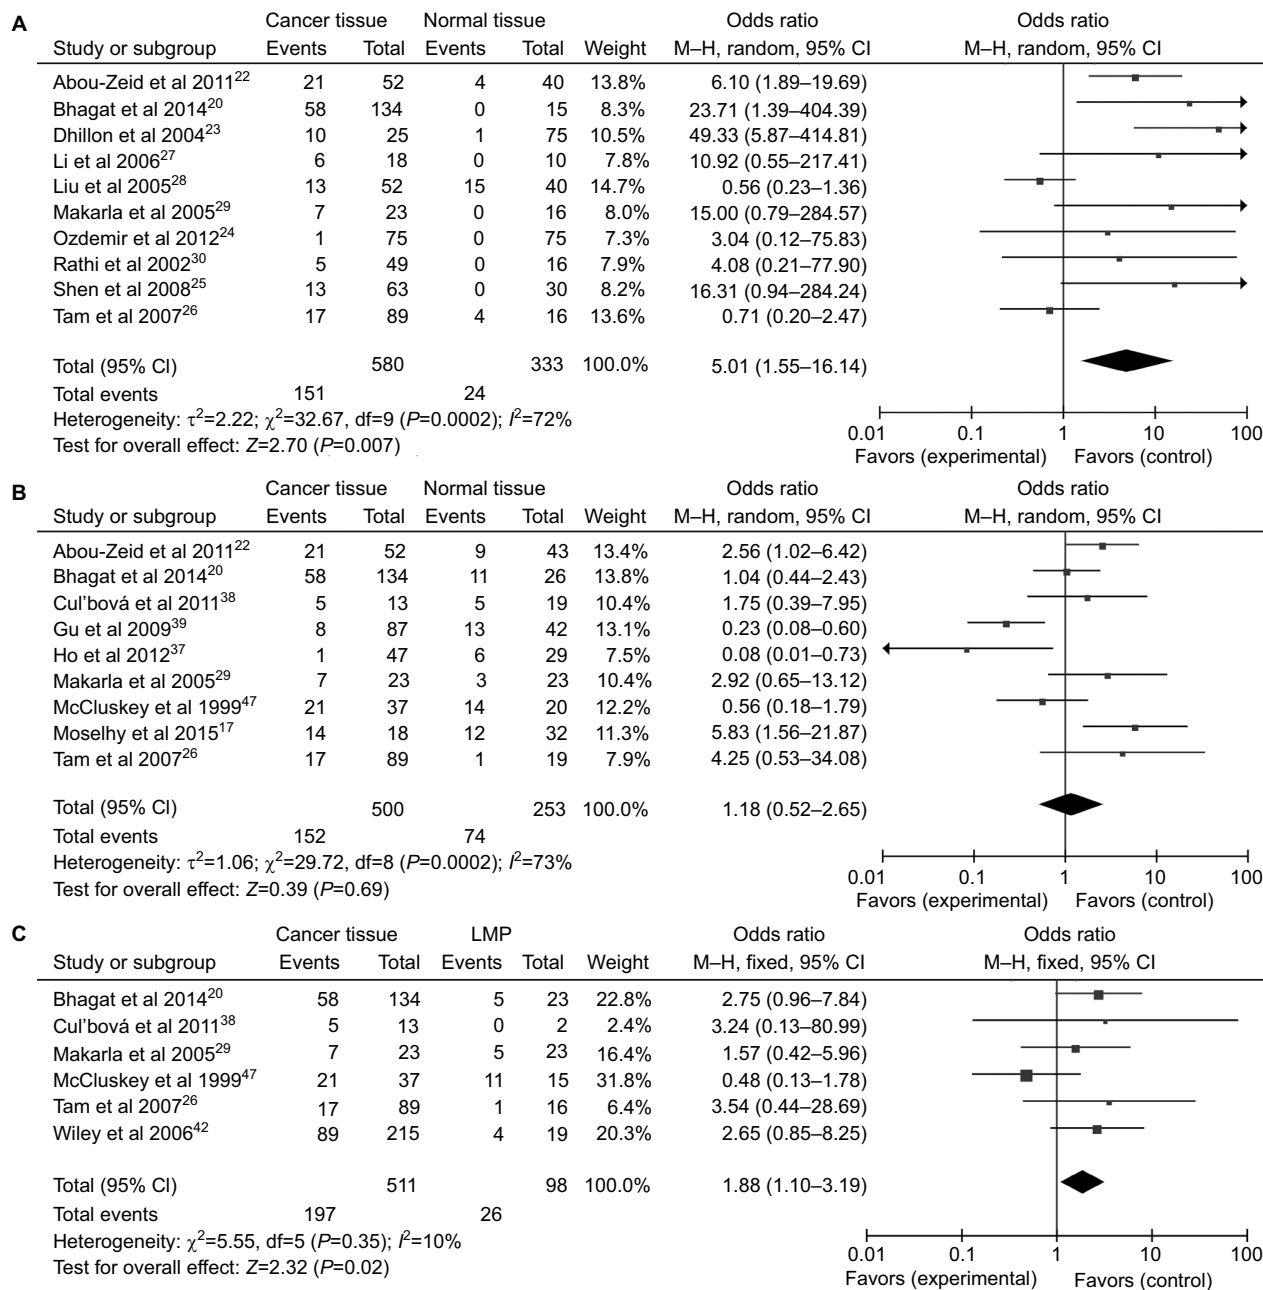 A
Cancer tissue Normal tissue Odds ratio Odds ratio
Study or subgroup Events Total Events Total Weight M–H, random, 95% CI M–H, random, 95% CI
Abou-Zeid et al 2011²² 21 52 4 40 13.8% 6.10 (1.89–19.69)
Bhagat et al 2014²⁰ 58 134 0 15 8.3% 23.71 (1.39–404.39)
Dhillon et al 2004²³ 10 25 1 75 10.5% 49.33 (5.87–414.81)
Li et al 2006²⁷ 6 18 0 10 7.8% 10.92 (0.55–217.41)
Liu et al 2005²⁸ 13 52 15 40 14.7% 0.56 (0.23–1.36)
Makarla et al 2005²⁹ 7 23 0 16 8.0% 15.00 (0.79–284.57)
Ozdemir et al 2012²⁴ 1 75 0 75 7.3% 3.04 (0.12–75.83)
Rathi et al 2002³⁰ 5 49 0 16 7.9% 4.08 (0.21–77.90)
Shen et al 2008²⁵ 13 63 0 30 8.2% 16.31 (0.94–284.24)
Tam et al 2007²⁶ 17 89 4 16 13.6% 0.71 (0.20–2.47)
Total (95% CI) 580 333 100.0% 5.01 (1.55–16.14)
Total events 151 24
Heterogeneity: τ²=2.22; χ²=32.67, df=9 (P=0.0002); I²=72%
Test for overall effect: Z=2.70 (P=0.007)
0.01 0.1 1 10 100
Favors (experimental) Favors (control)
B
Cancer tissue Normal tissue Odds ratio Odds ratio
Study or subgroup Events Total Events Total Weight M–H, random, 95% CI M–H, random, 95% CI
Abou-Zeid et al 2011²² 21 52 9 43 13.4% 2.56 (1.02–6.42)
Bhagat et al 2014²⁰ 58 134 11 26 13.8% 1.04 (0.44–2.43)
Cul'bová et al 2011³⁸ 5 13 5 19 10.4% 1.75 (0.39–7.95)
Gu et al 2009³⁹ 8 87 13 42 13.1% 0.23 (0.08–0.60)
Ho et al 2012³⁷ 1 47 6 29 7.5% 0.08 (0.01–0.73)
Makarla et al 2005²⁹ 7 23 3 23 10.4% 2.92 (0.65–13.12)
McCluskey et al 1999⁴⁷ 21 37 14 20 12.2% 0.56 (0.18–1.79)
Moselhy et al 2015¹⁷ 14 18 12 32 11.3% 5.83 (1.56–21.87)
Tam et al 2007²⁶ 17 89 1 19 7.9% 4.25 (0.53–34.08)
Total (95% CI) 500 253 100.0% 1.18 (0.52–2.65)
Total events 152 74
Heterogeneity: τ²=1.06; χ²=29.72, df=8 (P=0.0002); I²=73%
Test for overall effect: Z=0.39 (P=0.69)
0.01 0.1 1 10 100
Favors (experimental) Favors (control)
C
Cancer tissue LMP Odds ratio Odds ratio
Study or subgroup Events Total Events Total Weight M–H, fixed, 95% CI M–H, fixed, 95% CI
Bhagat et al 2014²⁰ 58 134 5 23 22.8% 2.75 (0.96–7.84)
Cul'bová et al 2011³⁸ 5 13 0 2 2.4% 3.24 (0.13–80.99)
Makarla et al 2005²⁹ 7 23 5 23 16.4% 1.57 (0.42–5.96)
McCluskey et al 1999⁴⁷ 21 37 11 15 31.8% 0.48 (0.13–1.78)
Tam et al 2007²⁶ 17 89 1 16 6.4% 3.54 (0.44–28.69)
Wiley et al 2006⁴² 89 215 4 19 20.3% 2.65 (0.85–8.25)
Total (95% CI) 511 98 100.0% 1.88 (1.10–3.19)
Total events 197 26
Heterogeneity: χ²=5.55, df=5 (P=0.35); I²=10%
Test for overall effect: Z=2.32 (P=0.02)
0.01 0.1 1 10 100
Favors (experimental) Favors (control)